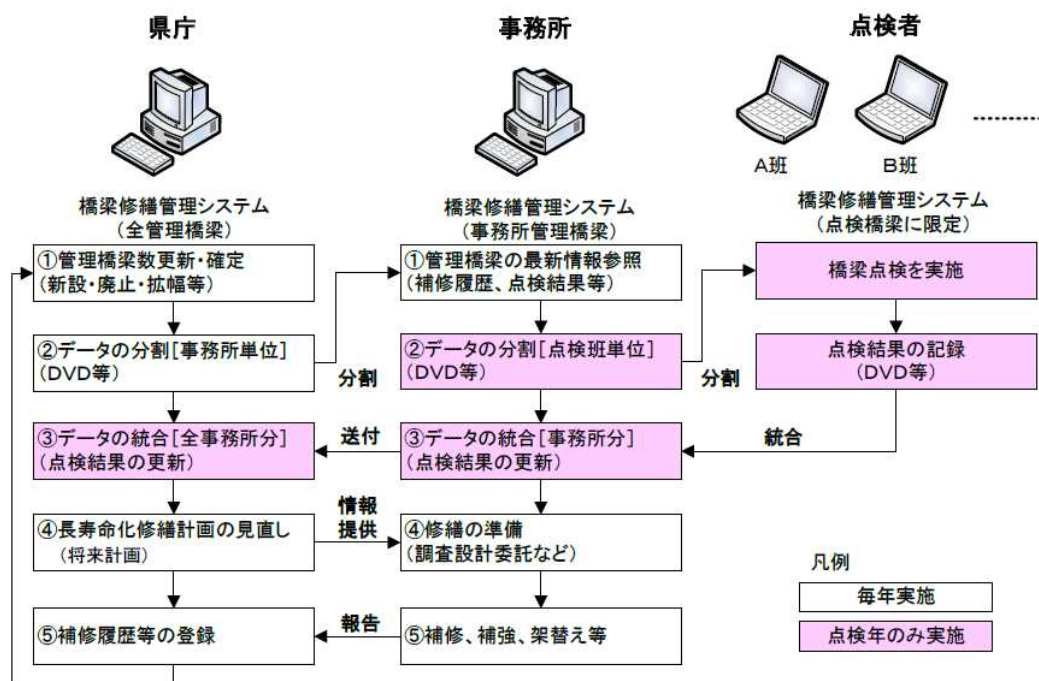 県庁
事務所
点検者
A班
B班
橋梁修繕管理システム
（全管理橋梁）
橋梁修繕管理システム
（事務所管理橋梁）
橋梁修繕管理システム
（点検橋梁に限定）
①管理橋梁数更新・確定
（新設・廃止・拡幅等）
①管理橋梁の最新情報参照
（補修履歴、点検結果等）
橋梁点検を実施
②データの分割［事務所単位］
（DVD等）
分割
②データの分割［点検班単位］
（DVD等）
分割
点検結果の記録
（DVD等）
③データの統合［全事務所分］
（点検結果の更新）
送付
③データの統合［事務所分］
（点検結果の更新）
統合
④長寿命化修繕計画の見直し
（将来計画）
情報
提供
④修繕の準備
（調査設計委託など）
凡例
毎年実施
点検年のみ実施
⑤補修履歴等の登録
報告
⑤補修、補強、架替え等